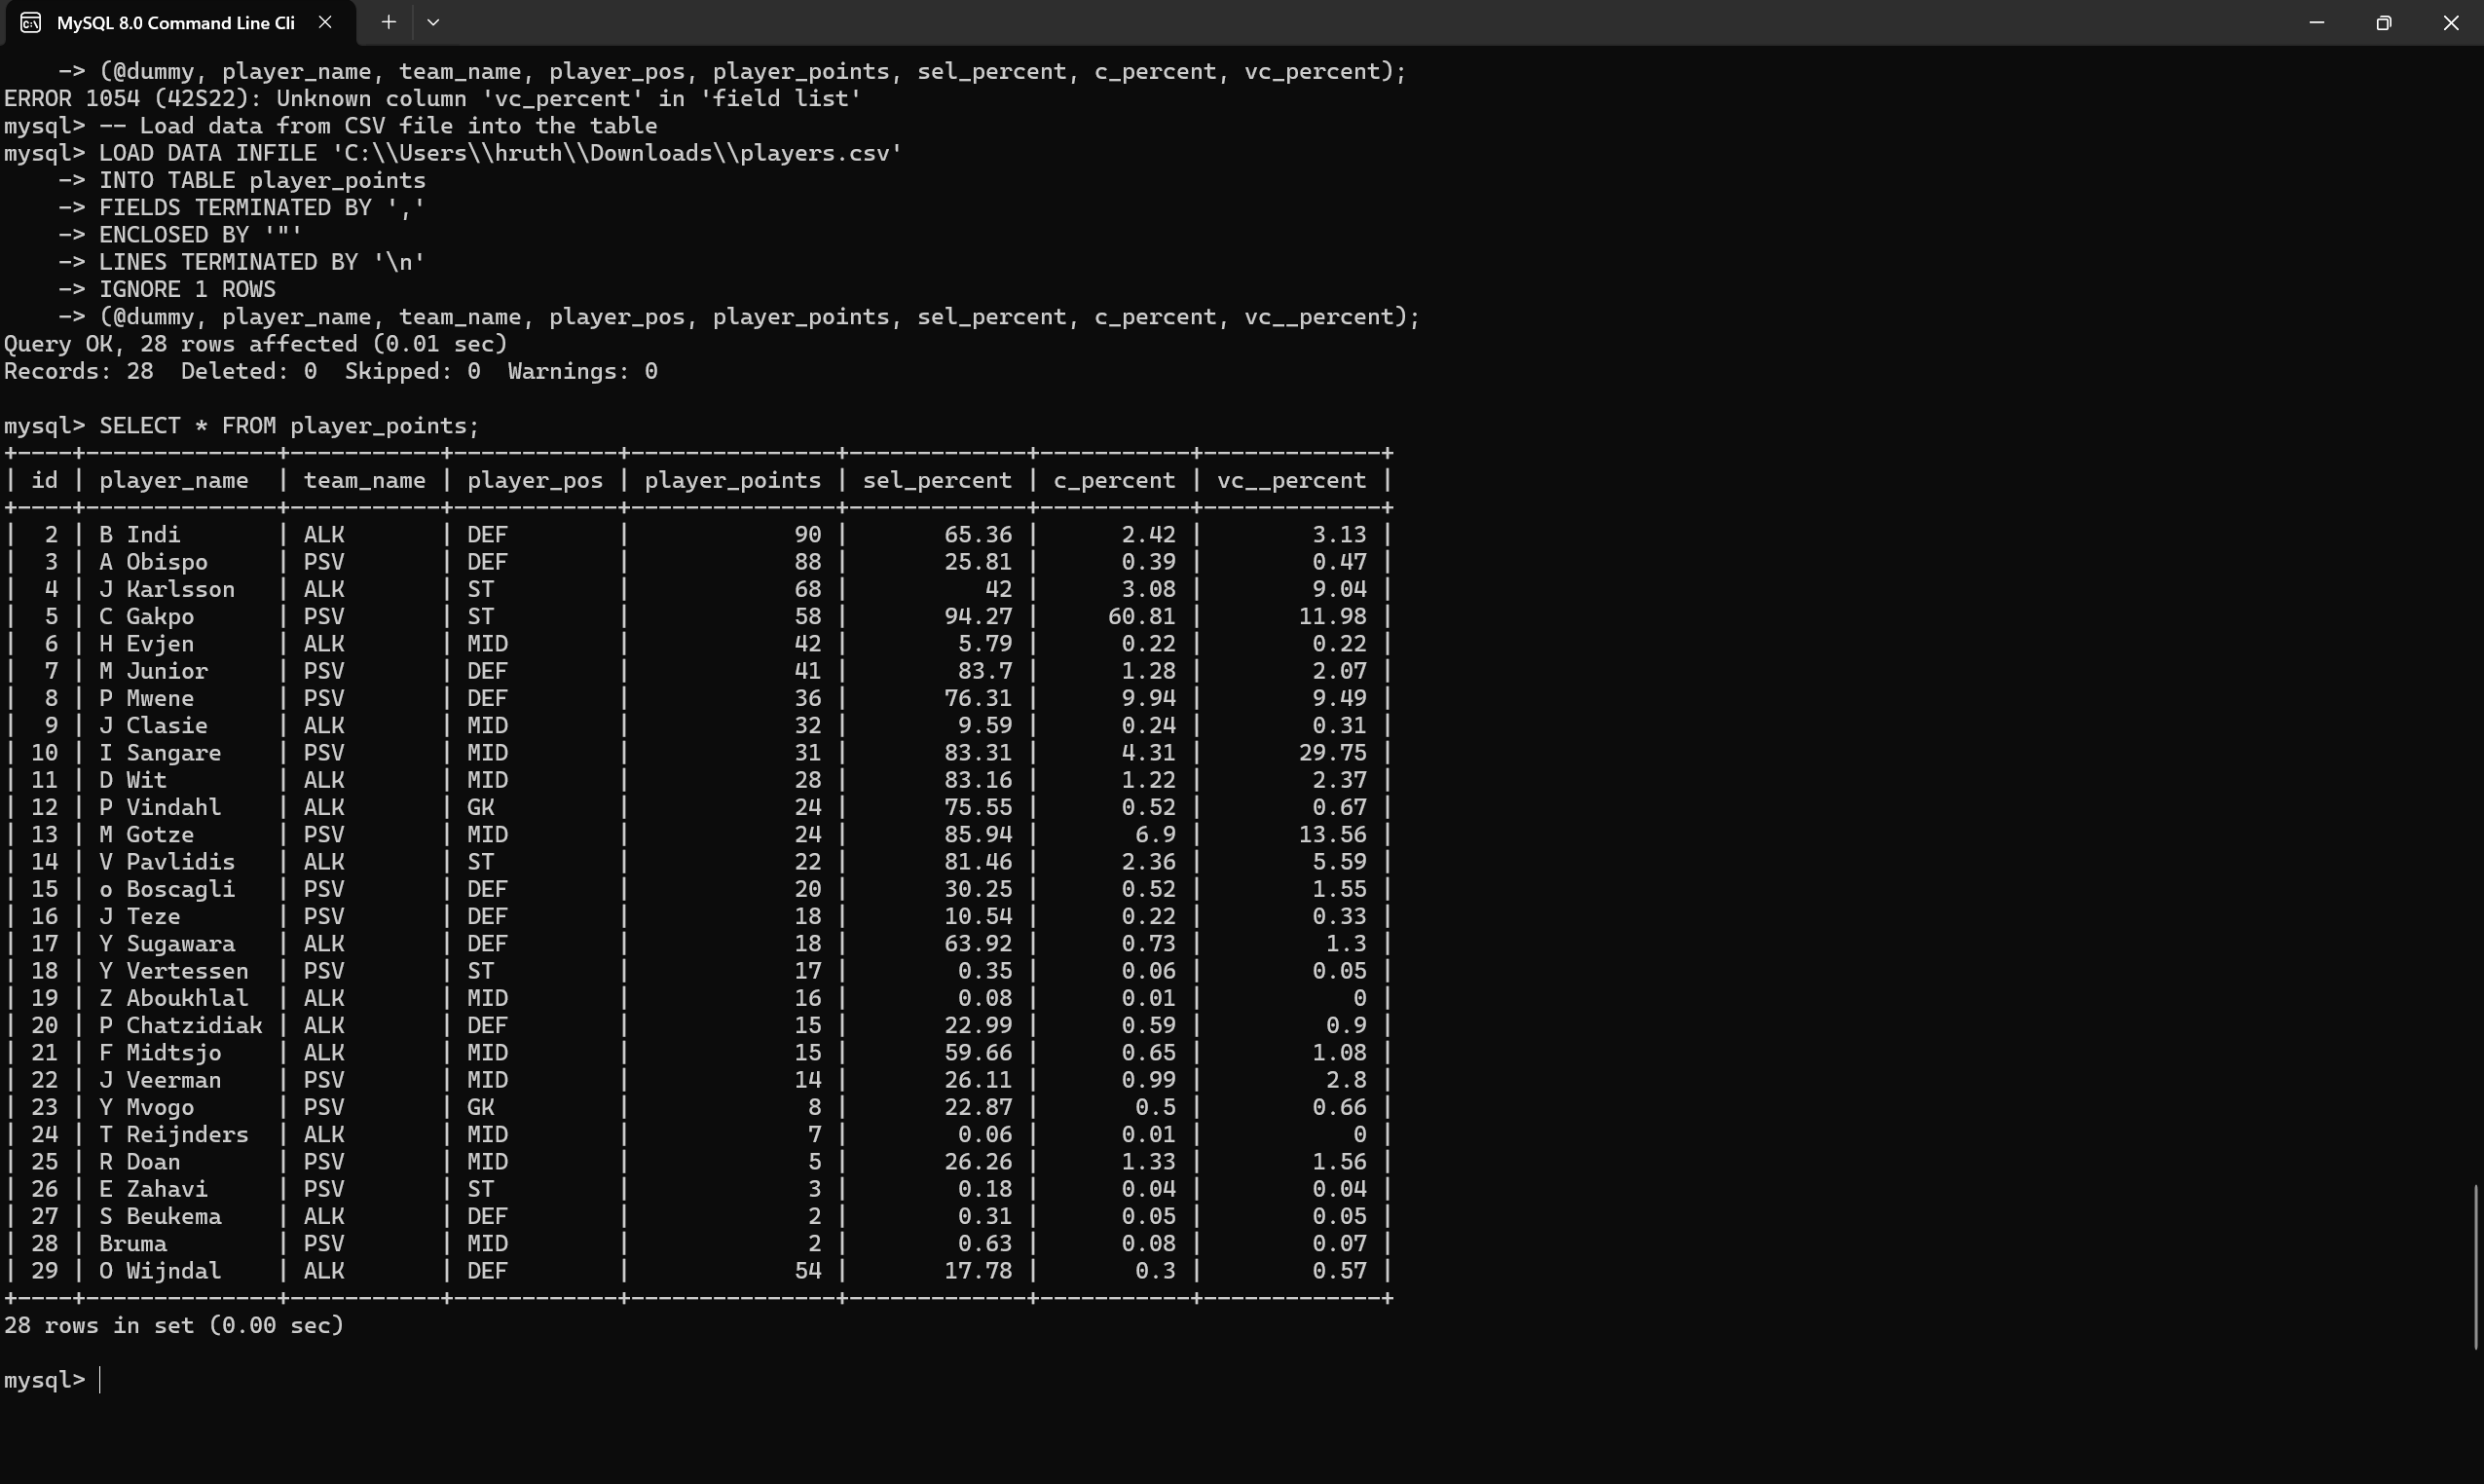 MySQL 8.0 Command Line Cli
    -> (@dummy, player_name, team_name, player_pos, player_points, sel_percent, c_percent, vc_percent);
ERROR 1054 (42S22): Unknown column 'vc_percent' in 'field list'
mysql> -- Load data from CSV file into the table
mysql> LOAD DATA INFILE 'C:\\Users\\hruth\\Downloads\\players.csv'
    -> INTO TABLE player_points
    -> FIELDS TERMINATED BY ','
    -> ENCLOSED BY '"'
    -> LINES TERMINATED BY '\n'
    -> IGNORE 1 ROWS
    -> (@dummy, player_name, team_name, player_pos, player_points, sel_percent, c_percent, vc__percent);
Query OK, 28 rows affected (0.01 sec)
Records: 28  Deleted: 0  Skipped: 0  Warnings: 0
mysql> SELECT * FROM player_points;
+----+--------------+-----------+------------+---------------+-------------+-----------+-------------+
| id | player_name  | team_name | player_pos | player_points | sel_percent | c_percent | vc__percent |
+----+--------------+-----------+------------+---------------+-------------+-----------+-------------+
|  2 | B Indi       | ALK       | DEF        |            90 |       65.36 |      2.42 |        3.13 |
|  3 | A Obispo     | PSV       | DEF        |            88 |       25.81 |      0.39 |        0.47 |
|  4 | J Karlsson   | ALK       | ST         |            68 |          42 |      3.08 |        9.04 |
|  5 | C Gakpo      | PSV       | ST         |            58 |       94.27 |     60.81 |       11.98 |
|  6 | H Evjen      | ALK       | MID        |            42 |        5.79 |      0.22 |        0.22 |
|  7 | M Junior     | PSV       | DEF        |            41 |        83.7 |      1.28 |        2.07 |
|  8 | P Mwene      | PSV       | DEF        |            36 |       76.31 |      9.94 |        9.49 |
|  9 | J Clasie     | ALK       | MID        |            32 |        9.59 |      0.24 |        0.31 |
| 10 | I Sangare    | PSV       | MID        |            31 |       83.31 |      4.31 |       29.75 |
| 11 | D Wit        | ALK       | MID        |            28 |       83.16 |      1.22 |        2.37 |
| 12 | P Vindahl    | ALK       | GK         |            24 |       75.55 |      0.52 |        0.67 |
| 13 | M Gotze      | PSV       | MID        |            24 |       85.94 |       6.9 |       13.56 |
| 14 | V Pavlidis   | ALK       | ST         |            22 |       81.46 |      2.36 |        5.59 |
| 15 | o Boscagli   | PSV       | DEF        |            20 |       30.25 |      0.52 |        1.55 |
| 16 | J Teze       | PSV       | DEF        |            18 |       10.54 |      0.22 |        0.33 |
| 17 | Y Sugawara   | ALK       | DEF        |            18 |       63.92 |      0.73 |         1.3 |
| 18 | Y Vertessen  | PSV       | ST         |            17 |        0.35 |      0.06 |        0.05 |
| 19 | Z Aboukhlal  | ALK       | MID        |            16 |        0.08 |      0.01 |           0 |
| 20 | P Chatzidiak | ALK       | DEF        |            15 |       22.99 |      0.59 |         0.9 |
| 21 | F Midtsjo    | ALK       | MID        |            15 |       59.66 |      0.65 |        1.08 |
| 22 | J Veerman    | PSV       | MID        |            14 |       26.11 |      0.99 |         2.8 |
| 23 | Y Mvogo      | PSV       | GK         |             8 |       22.87 |       0.5 |        0.66 |
| 24 | T Reijnders  | ALK       | MID        |             7 |        0.06 |      0.01 |           0 |
| 25 | R Doan       | PSV       | MID        |             5 |       26.26 |      1.33 |        1.56 |
| 26 | E Zahavi     | PSV       | ST         |             3 |        0.18 |      0.04 |        0.04 |
| 27 | S Beukema    | ALK       | DEF        |             2 |        0.31 |      0.05 |        0.05 |
| 28 | Bruma        | PSV       | MID        |             2 |        0.63 |      0.08 |        0.07 |
| 29 | O Wijndal    | ALK       | DEF        |            54 |       17.78 |       0.3 |        0.57 |
+----+--------------+-----------+------------+---------------+-------------+-----------+-------------+
28 rows in set (0.00 sec)
mysql>